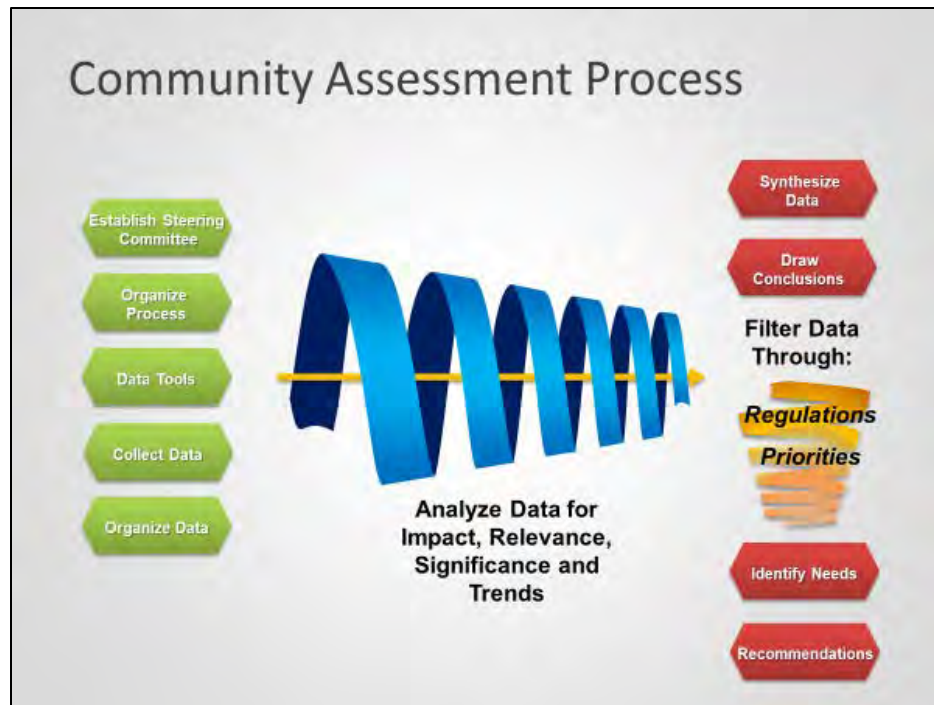 Community Assessment Process
Establish Steering
Committee
Organize
Process
Data Tools
Collect Data
Organize Data
Analyze Data for
Impact, Relevance,
Significance and
Trends
Synthesize
Data
Draw
Conclusions
Filter Data
Through:
Regulations
Priorities
Identify Needs
Recommendations